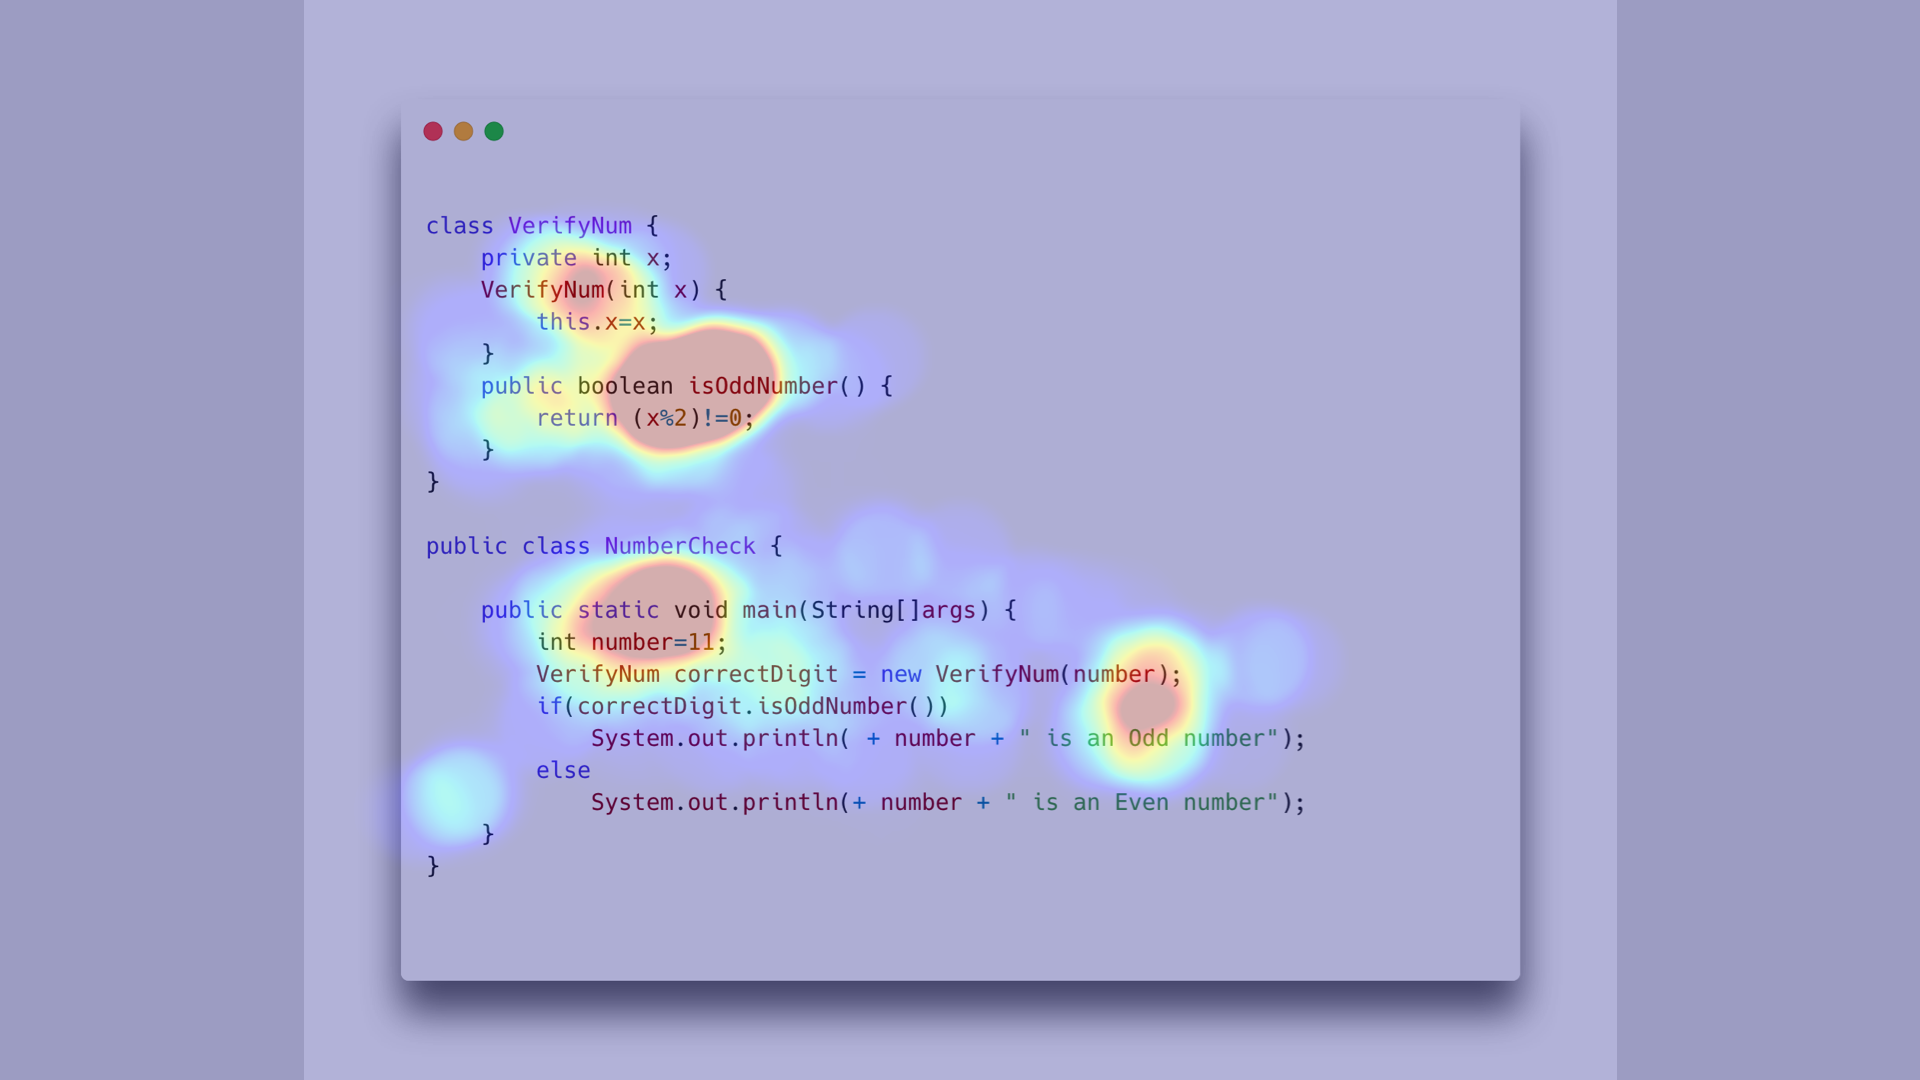 class VerifyNum {
    private int x;
    VerifyNum(int x) {
        this.x=x;
    }
    public boolean isOddNumber() {
        return (x%2)!=0;
    }
}

public class NumberCheck {

    public static void main(String[]args) {
        int number=11;
        VerifyNum correctDigit = new VerifyNum(number);
        if(correctDigit.isOddNumber())
            System.out.println( + number + " is an Odd number");
        else
            System.out.println(+ number + " is an Even number");
    }
}